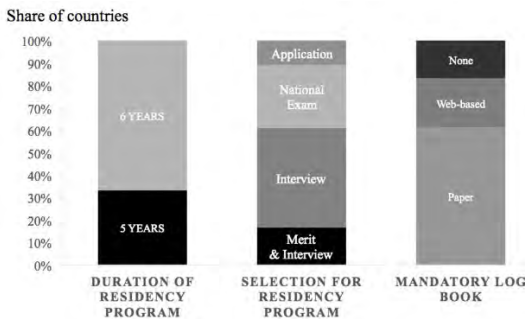 Share of countries
100%
90%
80%
70%
60%
50%
40%
30%
20%
10%
0%
6 YEARS
5 YEARS
Application
National
Exam
Interview
Merit
& Interview
None
Web-based
Paper
DURATION OF
RESIDENCY
PROGRAM
SELECTION FOR
RESIDENCY
PROGRAM
MANDATORY LOG
BOOK